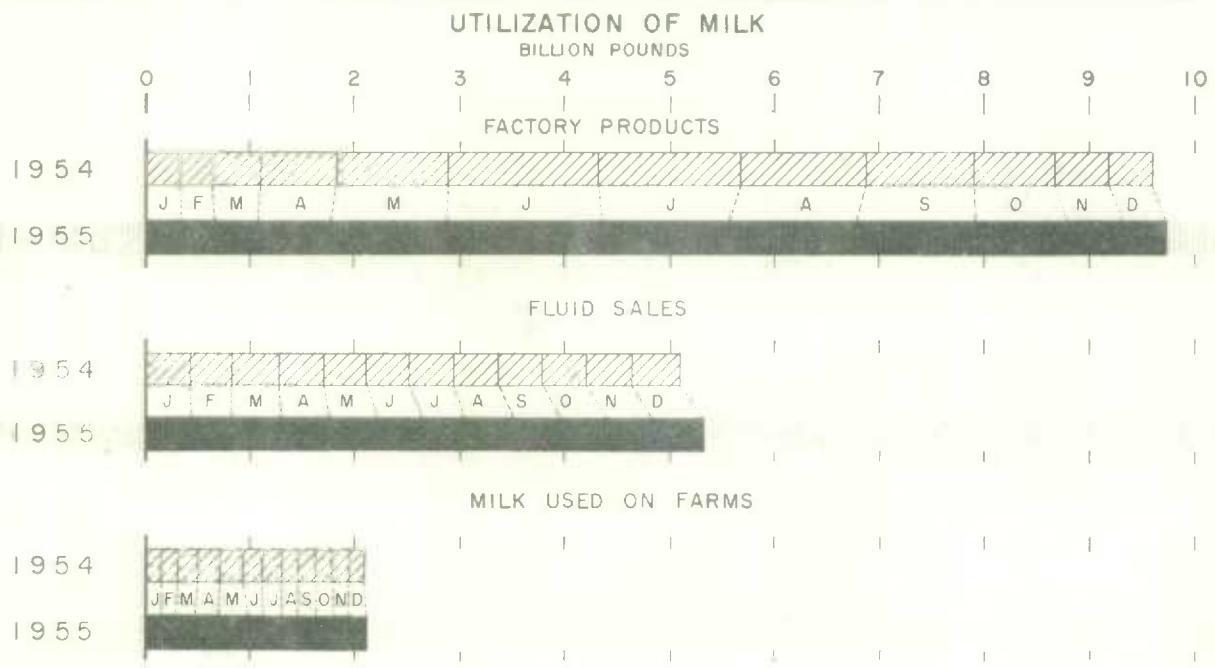 UTILIZATION OF MILK
BILLION POUNDS
0 1 2 3 4 5 6 7 8 9 10
FACTORY PRODUCTS
1954
J F M A M J J A S O N D
1955
FLUID SALES
1954
J F M A M J J A S O N D
1955
MILK USED ON FARMS
1954
J F M A M J J A S O N D
1955